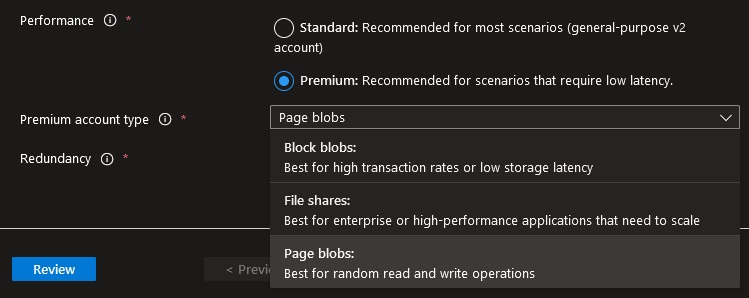 Performance * Standard: Recommended for most scenarios (general-purpose v2
account)
Premium: Recommended for scenarios that require low latency.
Premium account type * Page blobs
Redundancy *
Block blobs:
Best for high transaction rates or low storage latency
File shares:
Best for enterprise or high-performance applications that need to scale
Page blobs:
Best for random read and write operations
Review < Previ